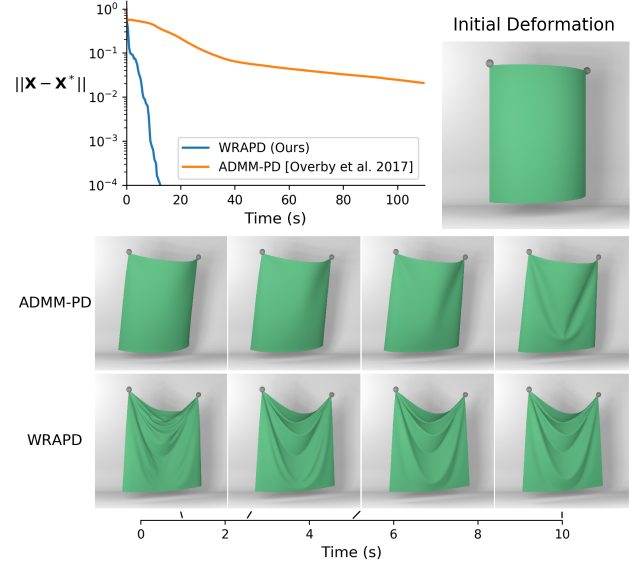 Initial Deformation
10⁰
10⁻¹
||X − X*||
10⁻²
10⁻³
10⁻⁴
WRAPD (Ours)
ADMM-PD [Overby et al. 2017]
0 20 40 60 80 100
Time (s)
ADMM-PD
WRAPD
0 2 4 6 8 10
Time (s)